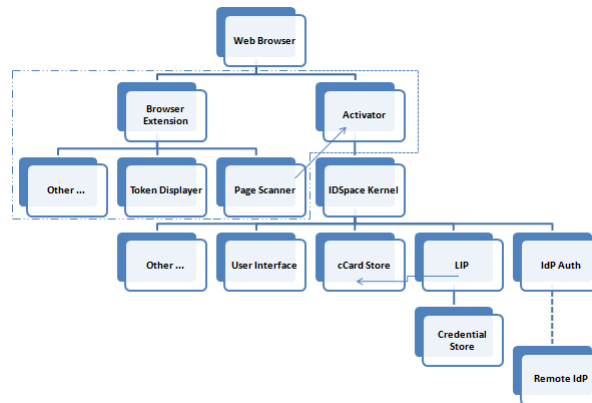 Web Browser
Browser
Extension
Activator
Other ...
Token Displayer
Page Scanner
IDSpace Kernel
Other ...
User Interface
cCard Store
LIP
IdP Auth
Credential
Store
Remote IdP